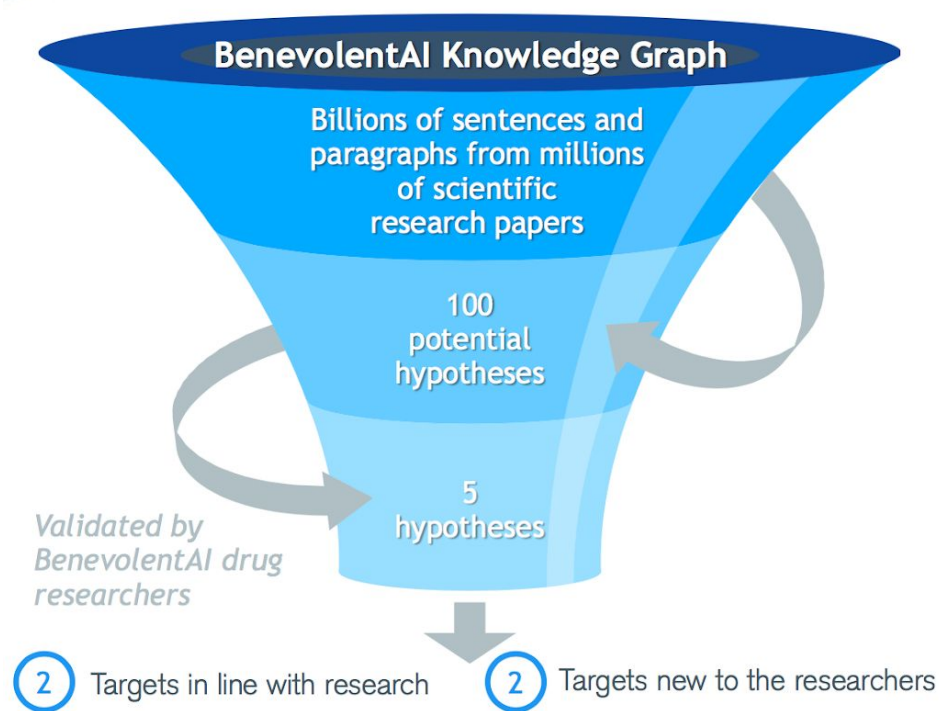 BenevolentAI Knowledge Graph
Billions of sentences and
paragraphs from millions
of scientific
research papers
100
potential
hypotheses
5
hypotheses
Validated by
BenevolentAI drug
researchers
2 Targets in line with research
2 Targets new to the researchers